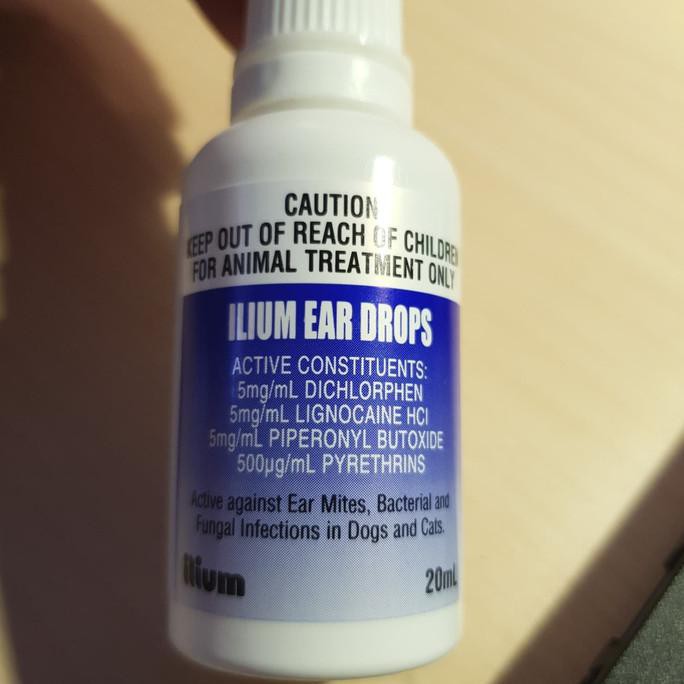 CAUTION
KEEP OUT OF REACH OF CHILDREN
FOR ANIMAL TREATMENT ONLY
ILIUM EAR DROPS
ACTIVE CONSTITUENTS:
5mg/mL DICHLORPHEN
5mg/mL LIGNOCAINE HCl
5mg/mL PIPERONYL BUTOXIDE
500µg/mL PYRETHRINS
Active against Ear Mites, Bacterial and
Fungal Infections in Dogs and Cats.
ilium 20mL